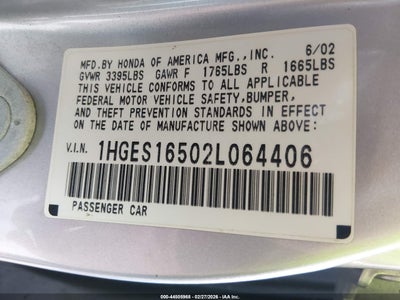 MFD.BY HONDA OF AMERICA MFG.,INC. 6/02
GVWR 3395LBS GAWR F 1765LBS R 1665LBS
THIS VEHICLE CONFORMS TO ALL APPLICABLE
FEDERAL MOTOR VEHICLE SAFETY,BUMPER,
AND THEFT PREVENTION STANDARDS IN EFFECT
ON THE DATE OF MANUFACTURE SHOWN ABOVE:
V.I.N. 1HGES16502L064406
PASSENGER CAR
© 44598968 - 02/27/2026 - IAA Inc.